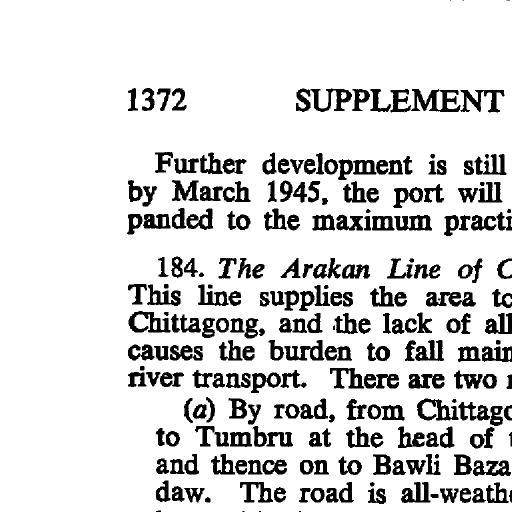 1372 SUPPLEMENT
Further development is still
by March 1945, the port will
panded to the maximum practi
184. The Arakan Line of C
This line supplies the area to
Chittagong, and the lack of all
causes the burden to fall main
river transport. There are two
(a) By road, from Chittago
to Tumbru at the head of
and thence on to Bawli Baza
daw. The road is all-weath